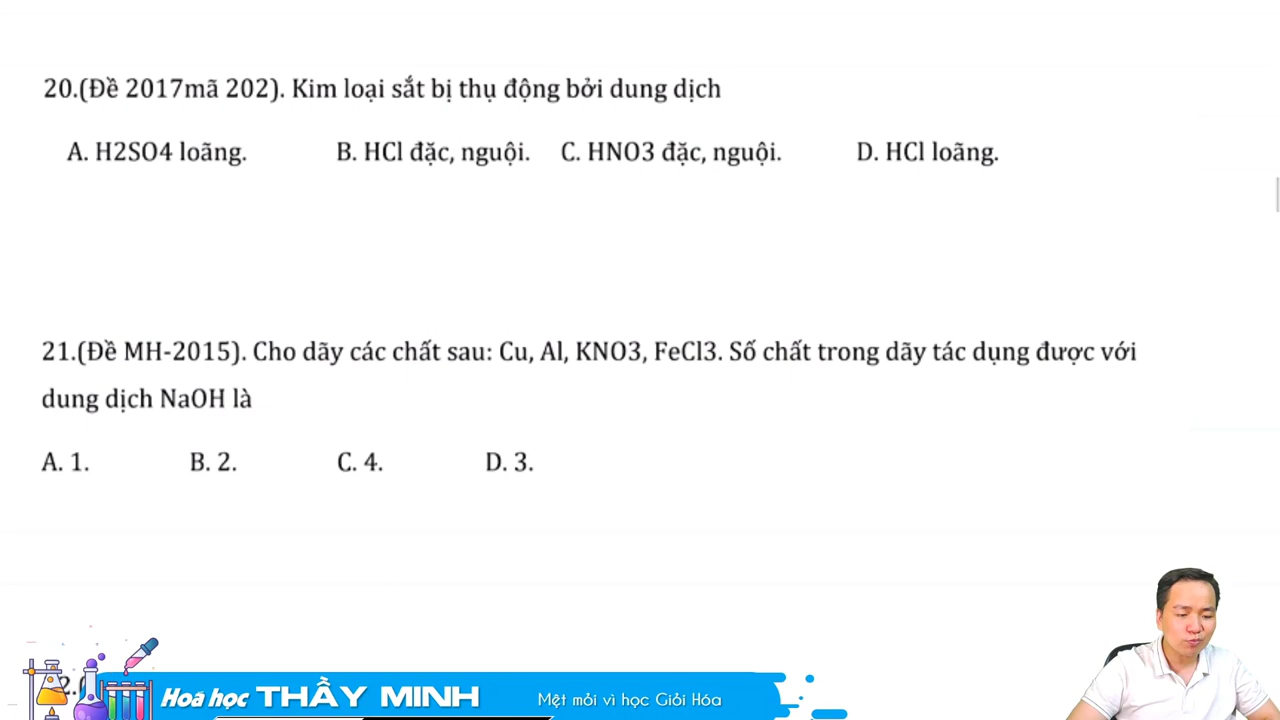 20.(Đề 2017mã 202). Kim loại sắt bị thụ động bởi dung dịch
A. H2SO4 loãng. B. HCl đặc, nguội. C. HNO3 đặc, nguội. D. HCl loãng.
21.(Đề MH-2015). Cho dãy các chất sau: Cu, Al, KNO3, FeCl3. Số chất trong dãy tác dụng được với
dung dịch NaOH là
A. 1. B. 2. C. 4. D. 3.
Hoá học THẦY MINH Mệt mỏi vì học Giỏi Hóa